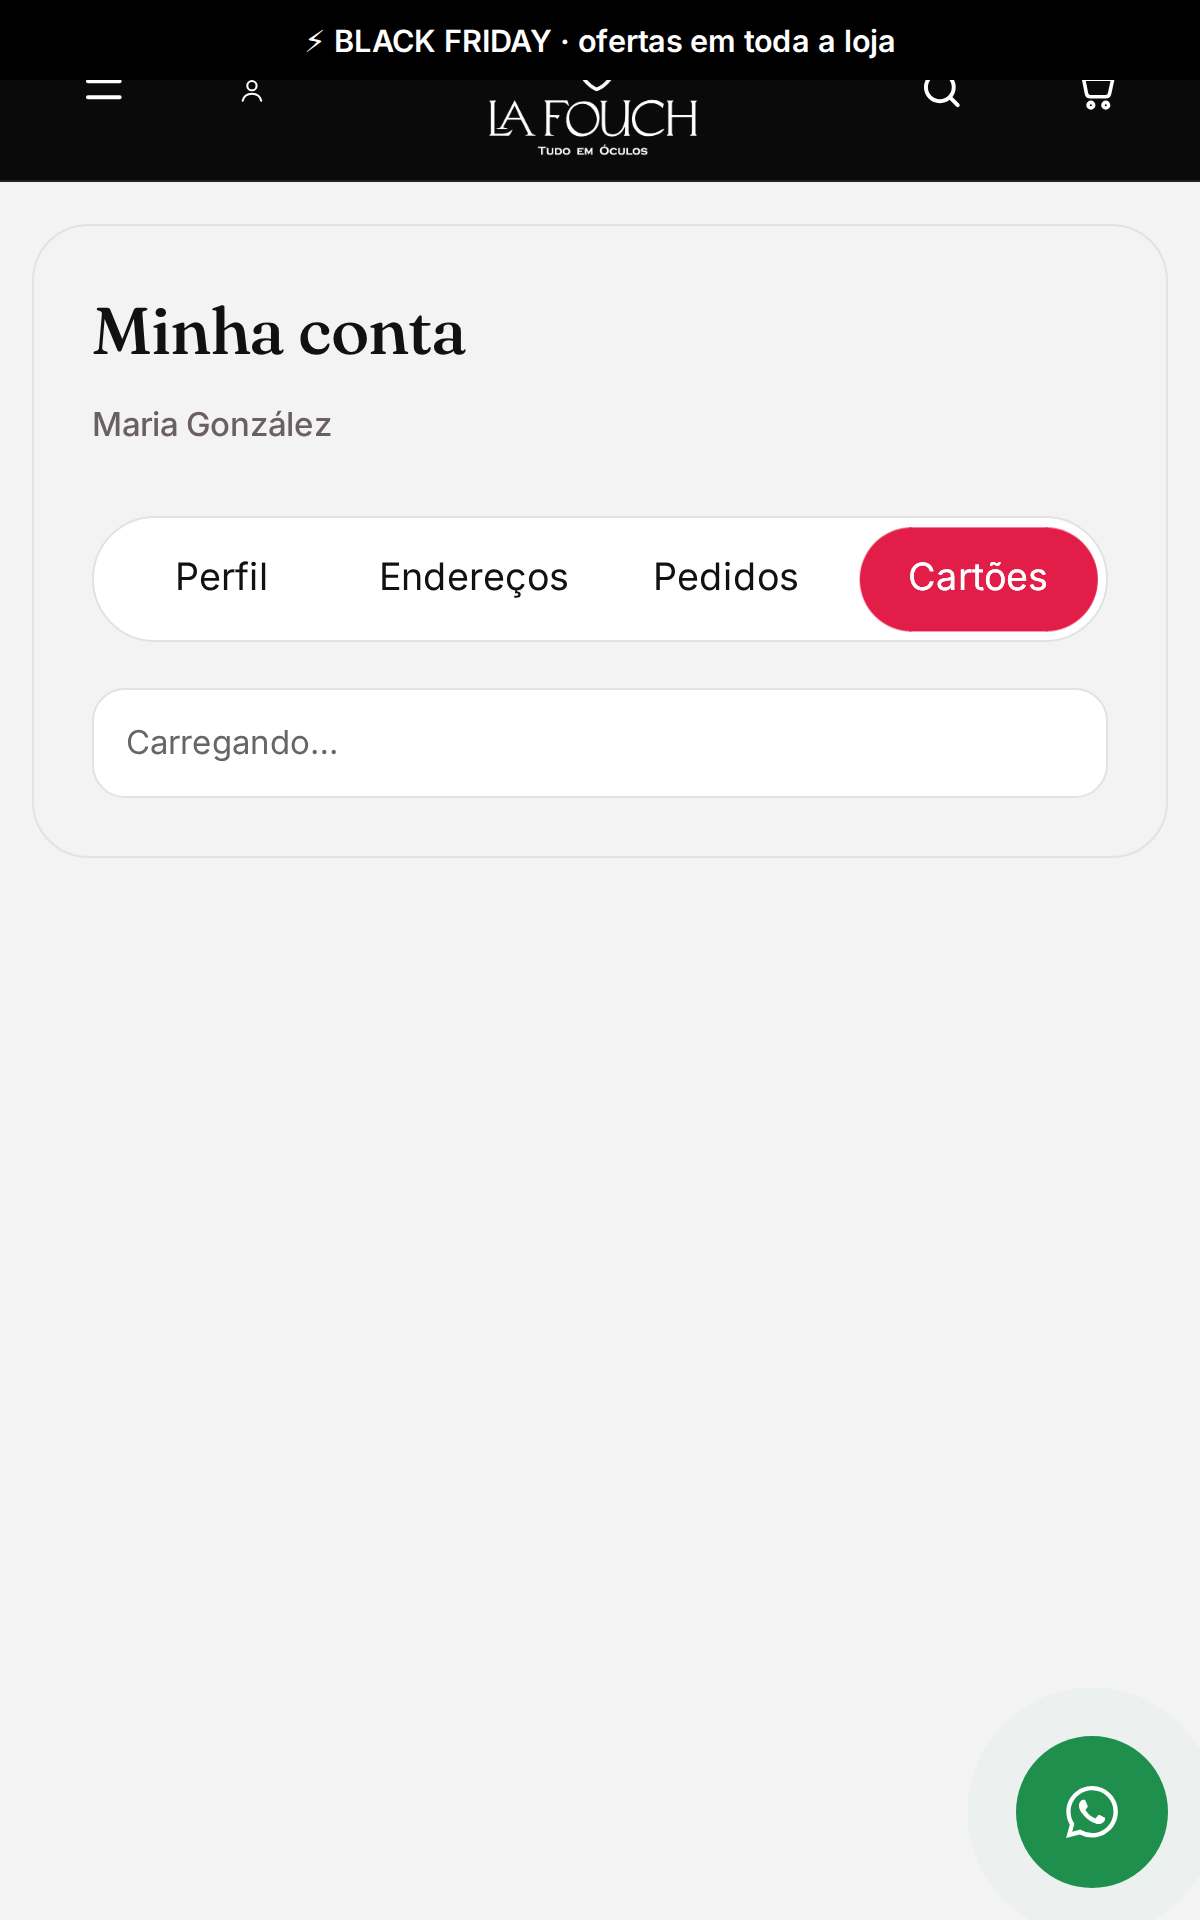 ⚡ BLACK FRIDAY · ofertas em toda a loja
LA FOUCH
TUDO EM ÓCULOS
Minha conta
Maria González
Perfil Endereços Pedidos Cartões
Carregando...